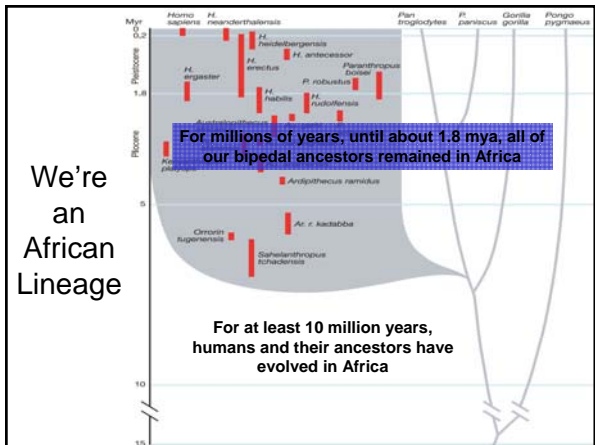 Homo sapiens
H. neanderthalensis
Pan troglodytes
P. paniscus
Gorilla gorilla
Pongo pygmaeus
Myr
0
0,2
H. heidelbergensis
H. antecessor
Pleistocene
H. ergaster
H. erectus
P. robustus
Paranthropus boisei
1.8
H. habilis
H. rudolfensis
Pliocene
For millions of years, until about 1.8 mya, all of
our bipedal ancestors remained in Africa
We’re
an
African
Lineage
Ardipithecus ramidus
5
Ar. r. kadabba
Orrorin
tugenensis
Sahelanthropus
tchadensis
For at least 10 million years,
humans and their ancestors have
evolved in Africa
10
15